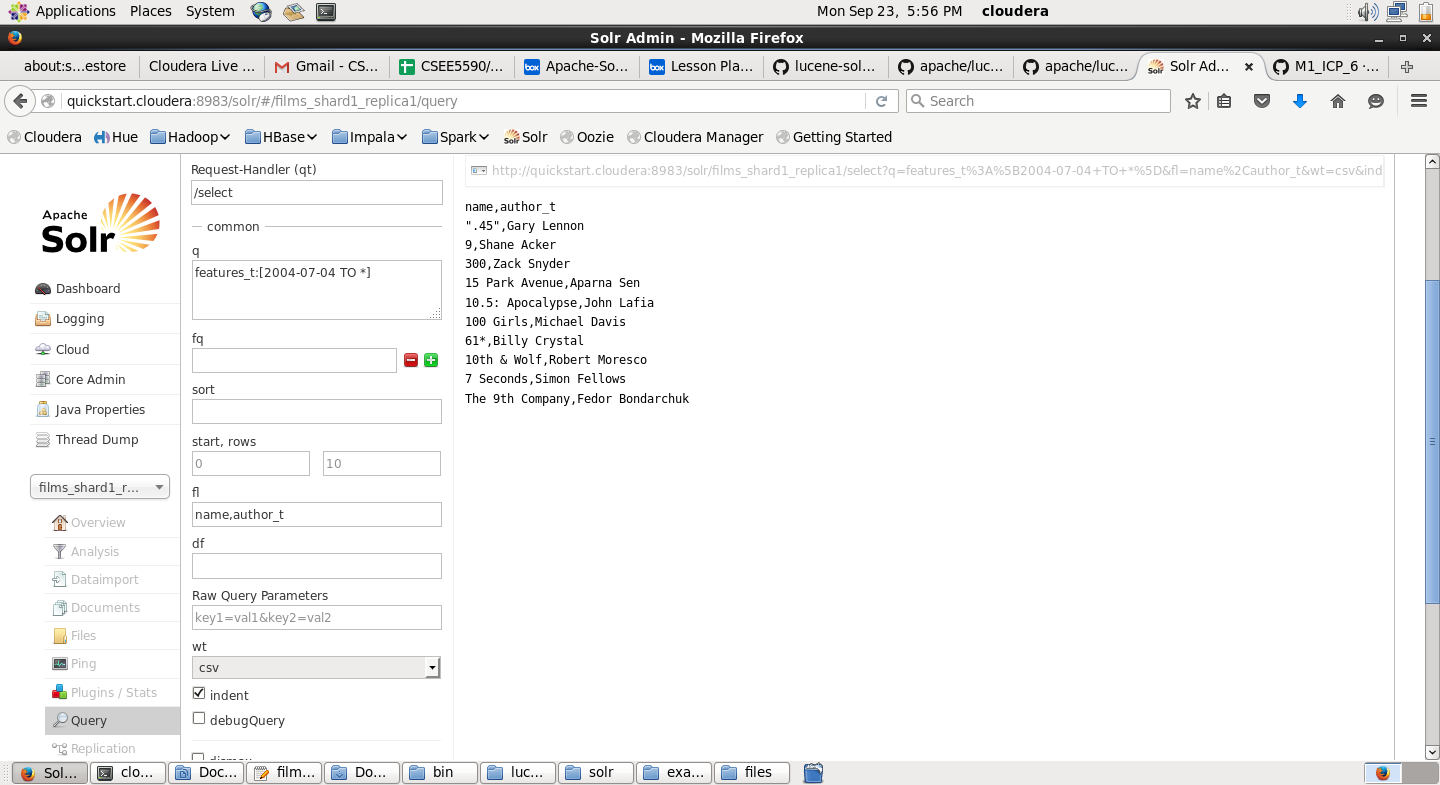 Applications Places System Mon Sep 23, 5:56 PM cloudera
Solr Admin - Mozilla Firefox
about:s...estore Cloudera Live ... Gmail - CS... CSEE5590/... Apache-So... Lesson Pla... lucene-sol... apache/luc... apache/luc... Solr Ad... M1_ICP_6 ·...
quickstart.cloudera:8983/solr/#/films_shard1_replica1/query Search
Cloudera Hue Hadoop HBase Impala Spark Solr Oozie Cloudera Manager Getting Started
Apache
Solr
Dashboard
Logging
Cloud
Core Admin
Java Properties
Thread Dump
films_shard1_r...
Overview
Analysis
Dataimport
Documents
Files
Ping
Plugins / Stats
Query
Replication
Request-Handler (qt)
/select
common
q
features_t:[2004-07-04 TO *]
fq
sort
start, rows
0 10
fl
name,author_t
df
Raw Query Parameters
key1=val1&key2=val2
wt
csv
indent
debugQuery
http://quickstart.cloudera:8983/solr/films_shard1_replica1/select?q=features_t%3A%5B2004-07-04+TO+*%5D&fl=name%2Cauthor_t&wt=csv&ind
name,author_t
".45",Gary Lennon
9,Shane Acker
300,Zack Snyder
15 Park Avenue,Aparna Sen
10.5: Apocalypse,John Lafia
100 Girls,Michael Davis
61*,Billy Crystal
10th & Wolf,Robert Moresco
7 Seconds,Simon Fellows
The 9th Company,Fedor Bondarchuk
Sol... clo... Doc... film... Do... bin luc... solr exa... files